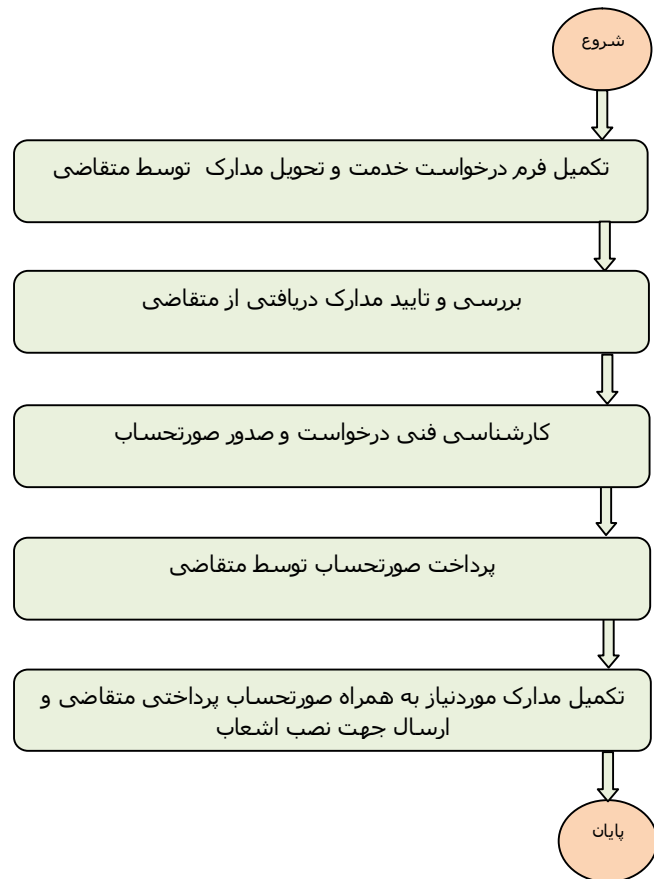 شروع
تکمیل فرم درخواست خدمت و تحویل مدارک توسط متقاضی
بررسی و تایید مدارک دریافتی از متقاضی
کارشناسی فنی درخواست و صدور صورتحساب
پرداخت صورتحساب توسط متقاضی
تکمیل مدارک موردنیاز به همراه صورتحساب پرداختی متقاضی و
ارسال جهت نصب اشعاب
پایان